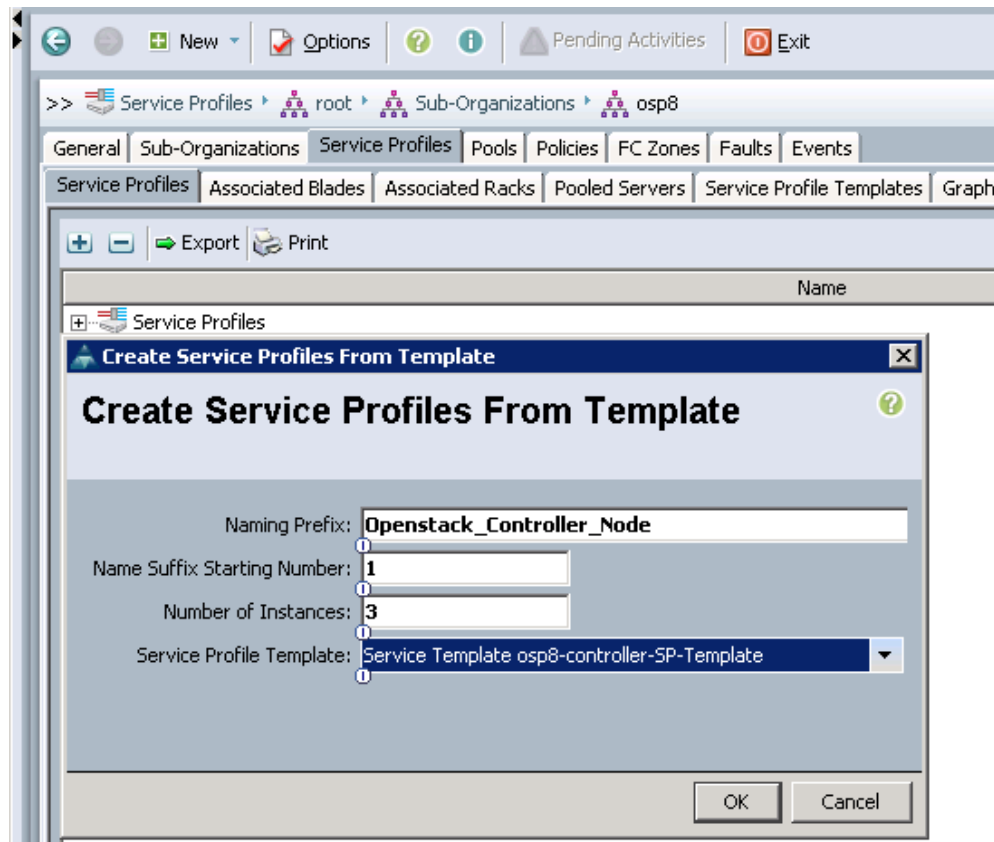 New Options Pending Activities Exit
>> Service Profiles root Sub-Organizations osp8
General Sub-Organizations Service Profiles Pools Policies FC Zones Faults Events
Service Profiles Associated Blades Associated Racks Pooled Servers Service Profile Templates Graph
Export Print
Name
Service Profiles
Create Service Profiles From Template
Create Service Profiles From Template
Naming Prefix: Openstack_Controller_Node
Name Suffix Starting Number: 1
Number of Instances: 3
Service Profile Template: Service Template osp8-controller-SP-Template
OK Cancel